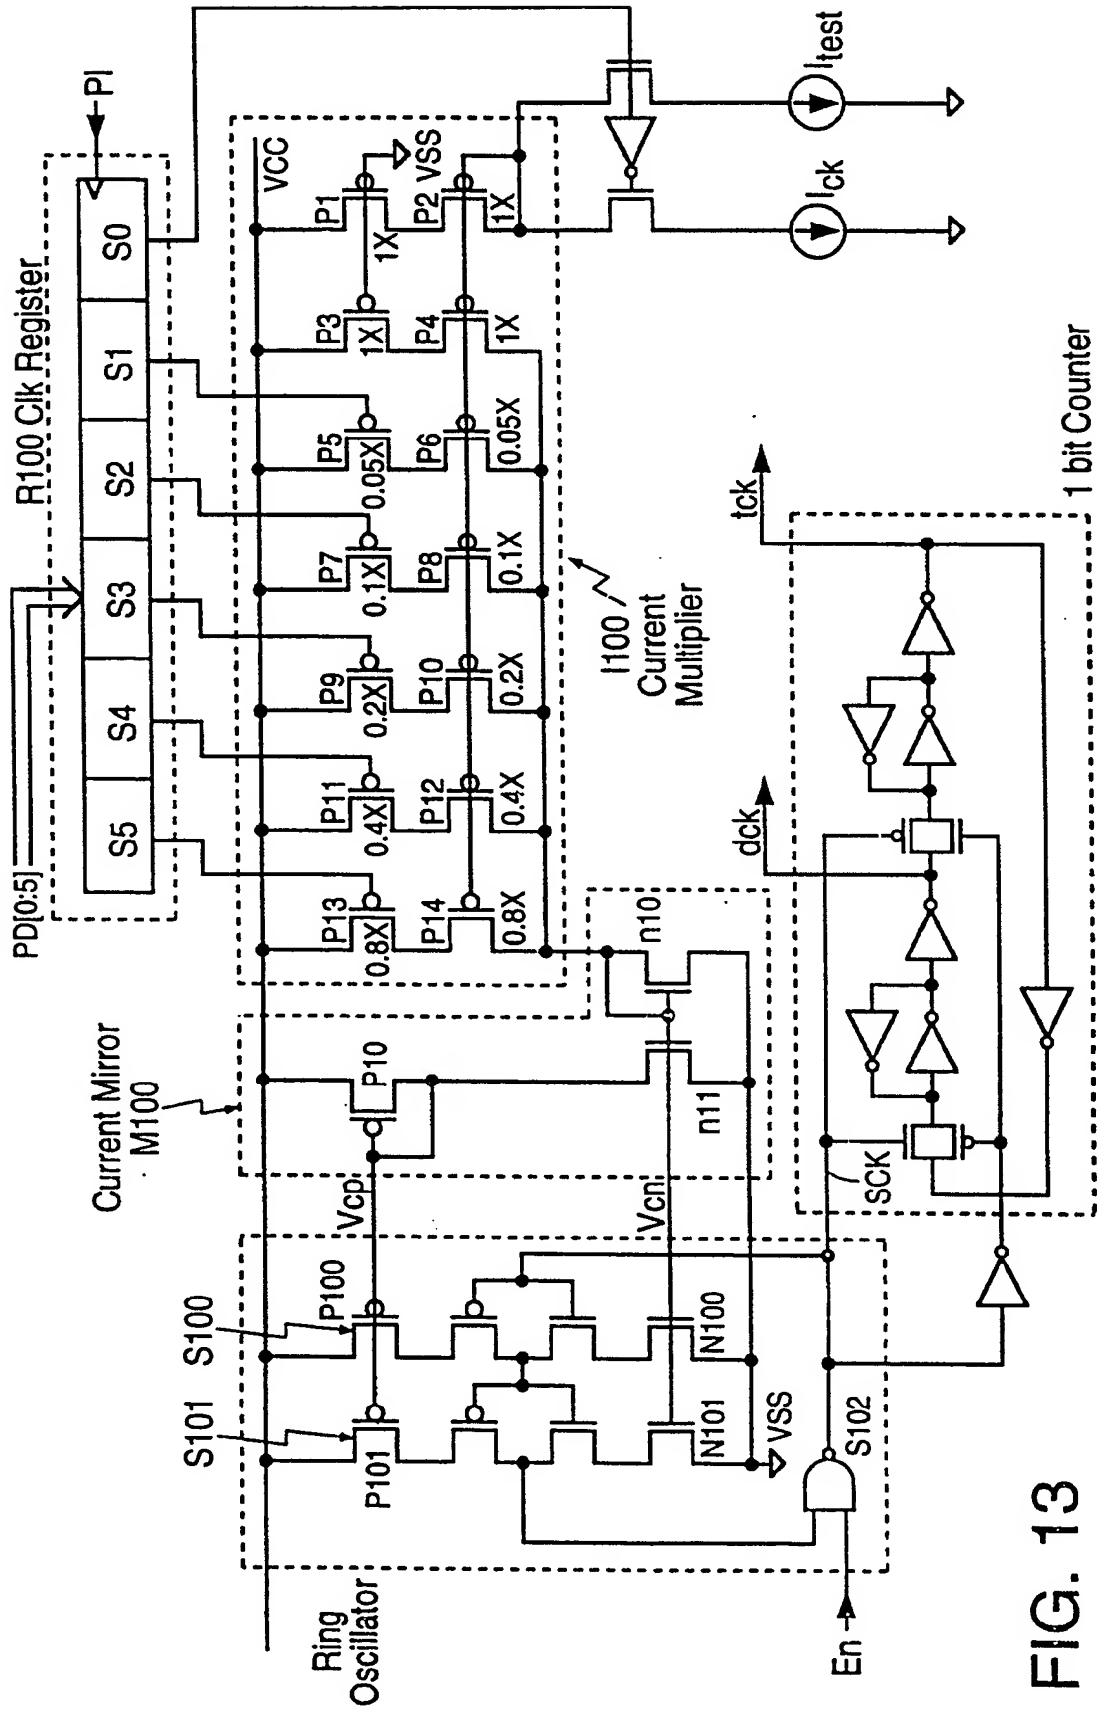 PD[0:5]
R100 Clk Register
PI
S5
S4
S3
S2
S1
S0
Current Mirror
M100
VCC
P13
0.8X
P11
0.4X
P9
0.2X
P7
0.1X
P5
0.05X
P3
1X
P1
1X
VSS
P14
0.8X
P12
0.4X
P10
0.2X
P8
0.1X
P6
0.05X
P4
1X
P2
1X
I100
Current
Multiplier
Ick
Itest
S101
S100
P101
P100
Vcp
P10
Vcn
n10
n11
N101
N100
VSS
Ring
Oscillator
En
S102
SCK
dck
tck
1 bit Counter
FIG. 13